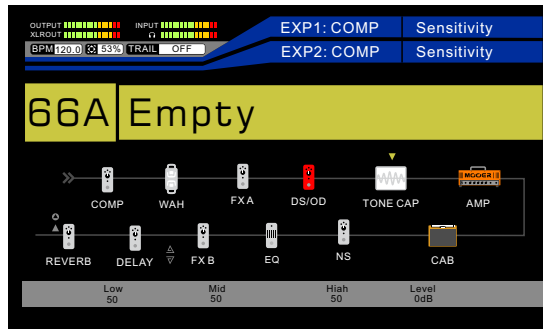 OUTPUT INPUT EXP1: COMP Sensitivity
XLROUT
BPM 120.0 53% TRAIL OFF EXP2: COMP Sensitivity
66A Empty
MOOER
COMP WAH FX A DS/OD TONE CAP AMP
REVERB DELAY FX B EQ NS CAB
Low Mid Hiah Level
50 50 50 0dB